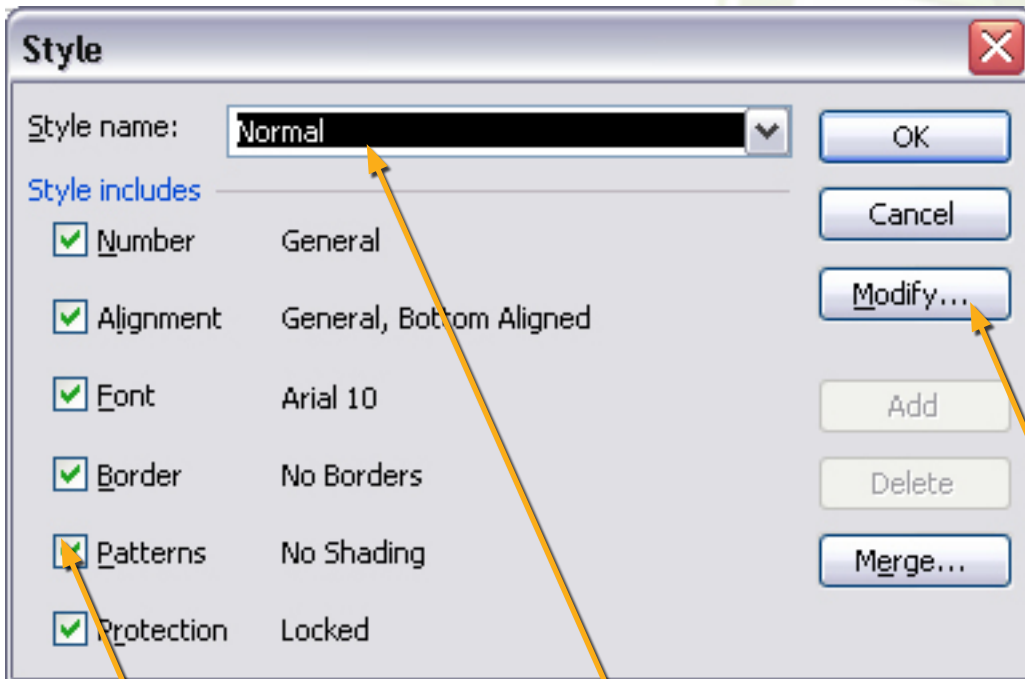 Style
Style name: Normal
OK
Style includes
Cancel
Number General
Modify...
Alignment General, Bottom Aligned
Font Arial 10
Add
Border No Borders
Delete
Patterns No Shading
Merge...
Protection Locked